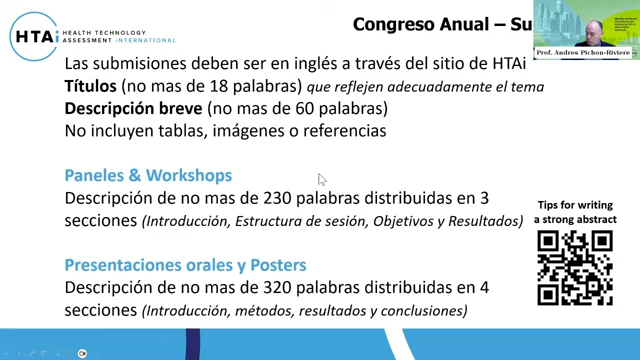 HTAi
HEALTH TECHNOLOGY
ASSESSMENT INTERNATIONAL
Congreso Anual – Su
Prof. Andres Pichon-Riviere
Las submisiones deben ser en inglés a través del sitio de HTAi
Títulos (no mas de 18 palabras) que reflejen adecuadamente el tema
Descripción breve (no mas de 60 palabras)
No incluyen tablas, imágenes o referencias
Paneles & Workshops
Descripción de no mas de 230 palabras distribuidas en 3
secciones (Introducción, Estructura de sesión, Objetivos y Resultados)
Tips for writing
a strong abstract
Presentaciones orales y Posters
Descripción de no mas de 320 palabras distribuidas en 4
secciones (Introducción, métodos, resultados y conclusiones)